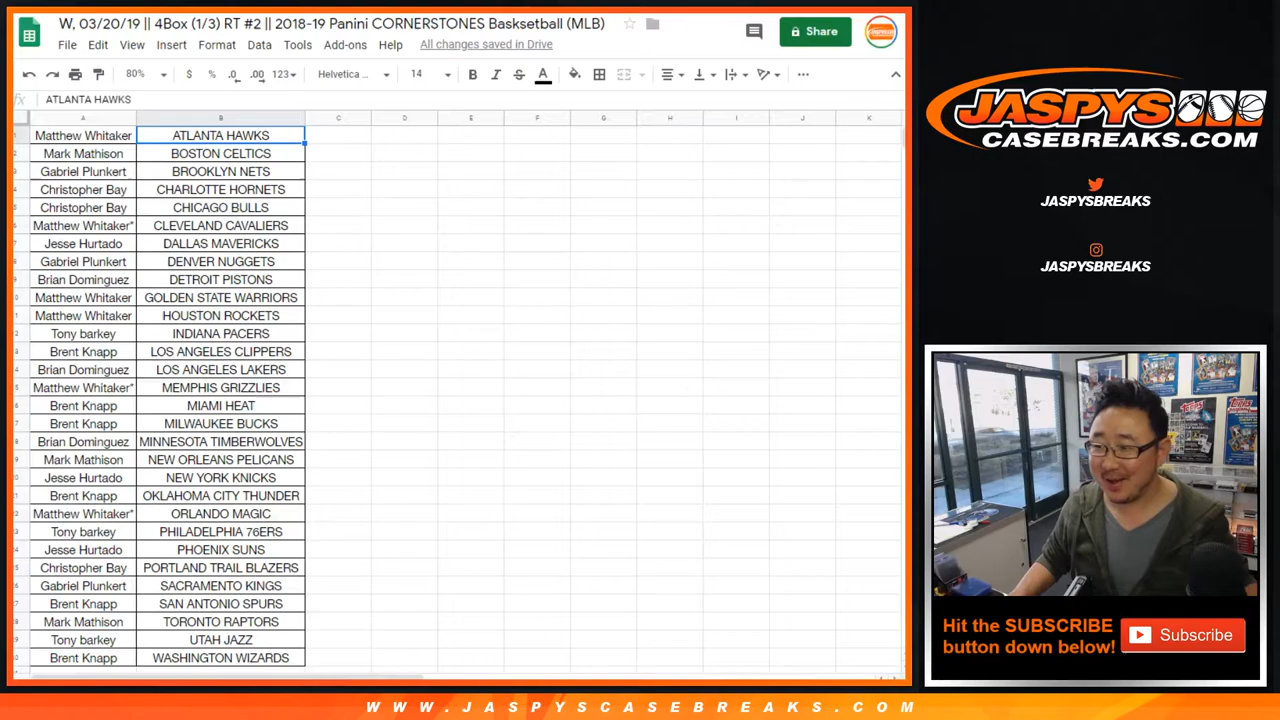 W, 03/20/19 || 4Box (1/3) RT #2 || 2018-19 Panini CORNERSTONES Basksetball (MLB)
File Edit View Insert Format Data Tools Add-ons Help All changes saved in Drive
Share
80% $ % .0 .00 123 Helvetica ... 14 B I S A
fx ATLANTA HAWKS
A B C D E F G H I J K
Matthew Whitaker ATLANTA HAWKS
Mark Mathison BOSTON CELTICS
Gabriel Plunkert BROOKLYN NETS
Christopher Bay CHARLOTTE HORNETS
Christopher Bay CHICAGO BULLS
Matthew Whitaker* CLEVELAND CAVALIERS
Jesse Hurtado DALLAS MAVERICKS
Gabriel Plunkert DENVER NUGGETS
Brian Dominguez DETROIT PISTONS
Matthew Whitaker GOLDEN STATE WARRIORS
Matthew Whitaker HOUSTON ROCKETS
Tony barkey INDIANA PACERS
Brent Knapp LOS ANGELES CLIPPERS
Brian Dominguez LOS ANGELES LAKERS
Matthew Whitaker* MEMPHIS GRIZZLIES
Brent Knapp MIAMI HEAT
Brent Knapp MILWAUKEE BUCKS
Brian Dominguez MINNESOTA TIMBERWOLVES
Mark Mathison NEW ORLEANS PELICANS
Jesse Hurtado NEW YORK KNICKS
Brent Knapp OKLAHOMA CITY THUNDER
Matthew Whitaker* ORLANDO MAGIC
Tony barkey PHILADELPHIA 76ERS
Jesse Hurtado PHOENIX SUNS
Christopher Bay PORTLAND TRAIL BLAZERS
Gabriel Plunkert SACRAMENTO KINGS
Brent Knapp SAN ANTONIO SPURS
Mark Mathison TORONTO RAPTORS
Tony barkey UTAH JAZZ
Brent Knapp WASHINGTON WIZARDS
JASPYS
CASEBREAKS.COM
JASPYSBREAKS
JASPYSBREAKS
Topps
Topps
Hit the SUBSCRIBE
button down below!
Subscribe
WWW.JASPYSCASEBREAKS.COM